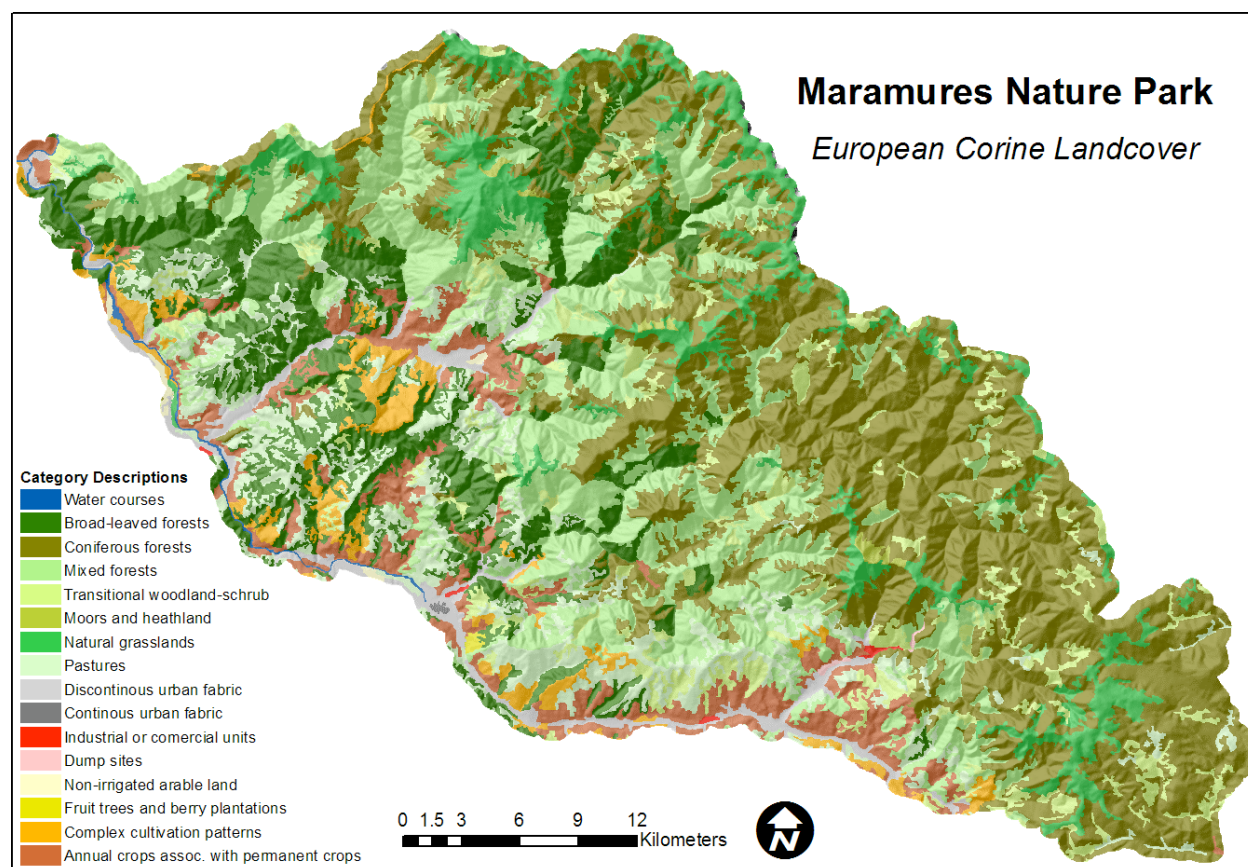 Maramures Nature Park
European Corine Landcover
Category Descriptions
Water courses
Broad-leaved forests
Coniferous forests
Mixed forests
Transitional woodland-schrub
Moors and heathland
Natural grasslands
Pastures
Discontinous urban fabric
Continous urban fabric
Industrial or comercial units
Dump sites
Non-irrigated arable land
Fruit trees and berry plantations
Complex cultivation patterns
Annual crops assoc. with permanent crops
0 1.5 3 6 9 12
Kilometers
N